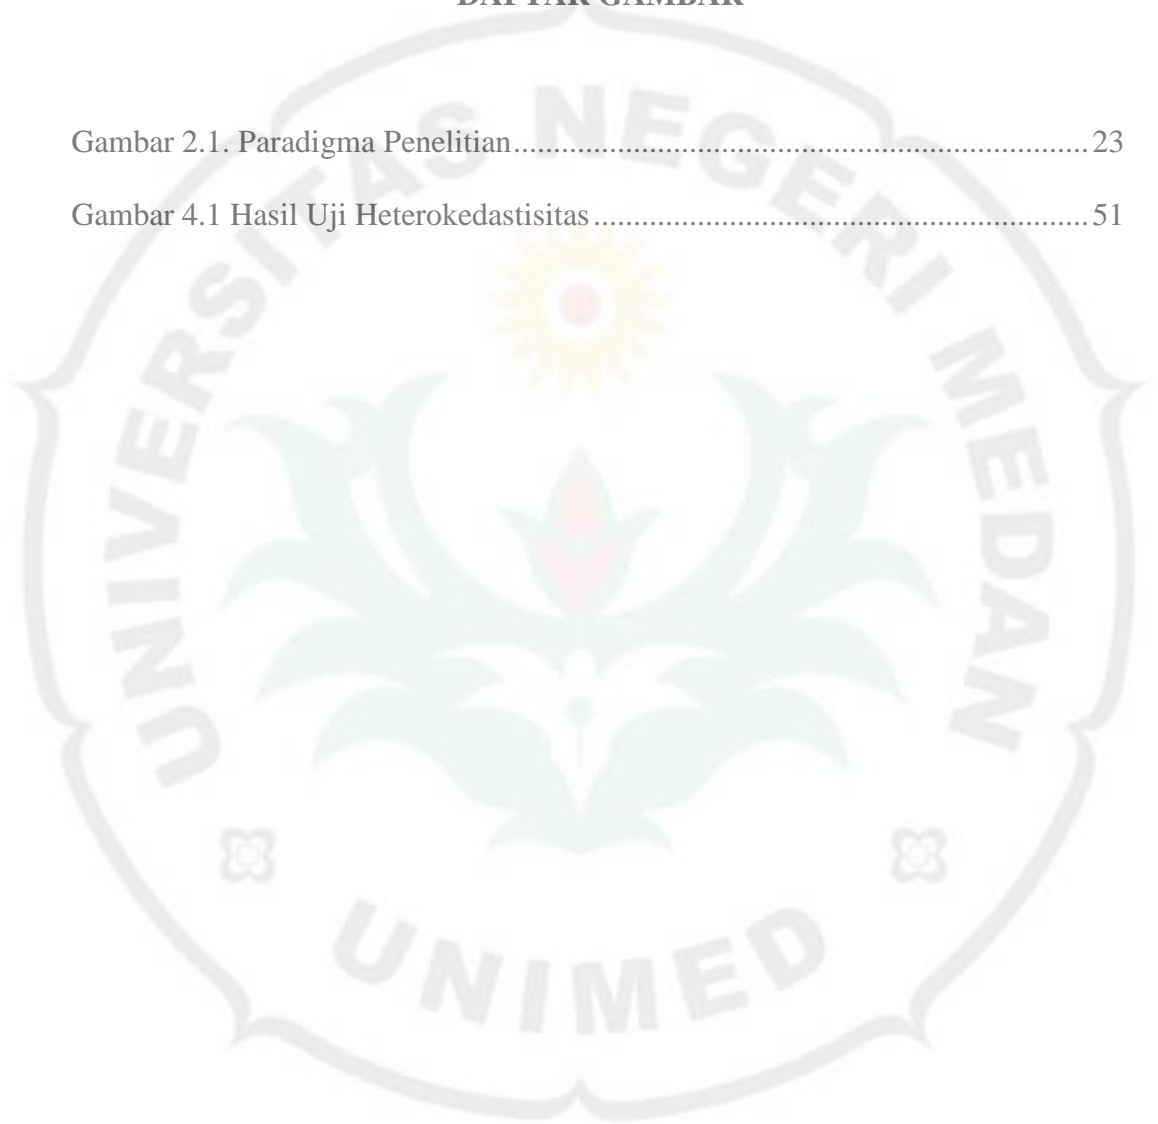 DAFTAR GAMBAR
Gambar 2.1. Paradigma Penelitian........................................................................23
Gambar 4.1 Hasil Uji Heterokedastisitas..............................................................51
UNIVERSITAS NEGERI MEDAN
UNIMED